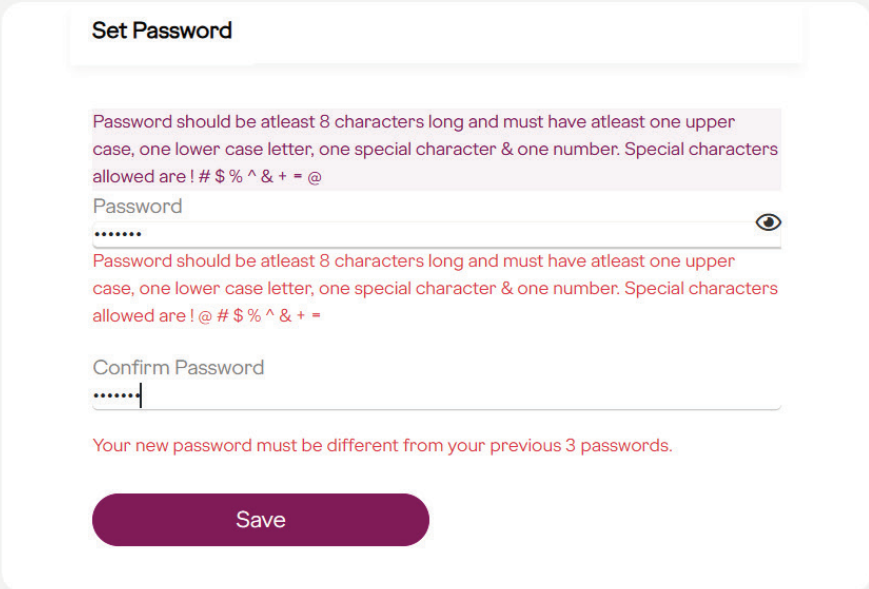 Set Password
Password should be atleast 8 characters long and must have atleast one upper
case, one lower case letter, one special character & one number. Special characters
allowed are ! # $ % ^ & + = @
Password
•••••••
Password should be atleast 8 characters long and must have atleast one upper
case, one lower case letter, one special character & one number. Special characters
allowed are ! @ # $ % ^ & + =
Confirm Password
•••••••
Your new password must be different from your previous 3 passwords.
Save